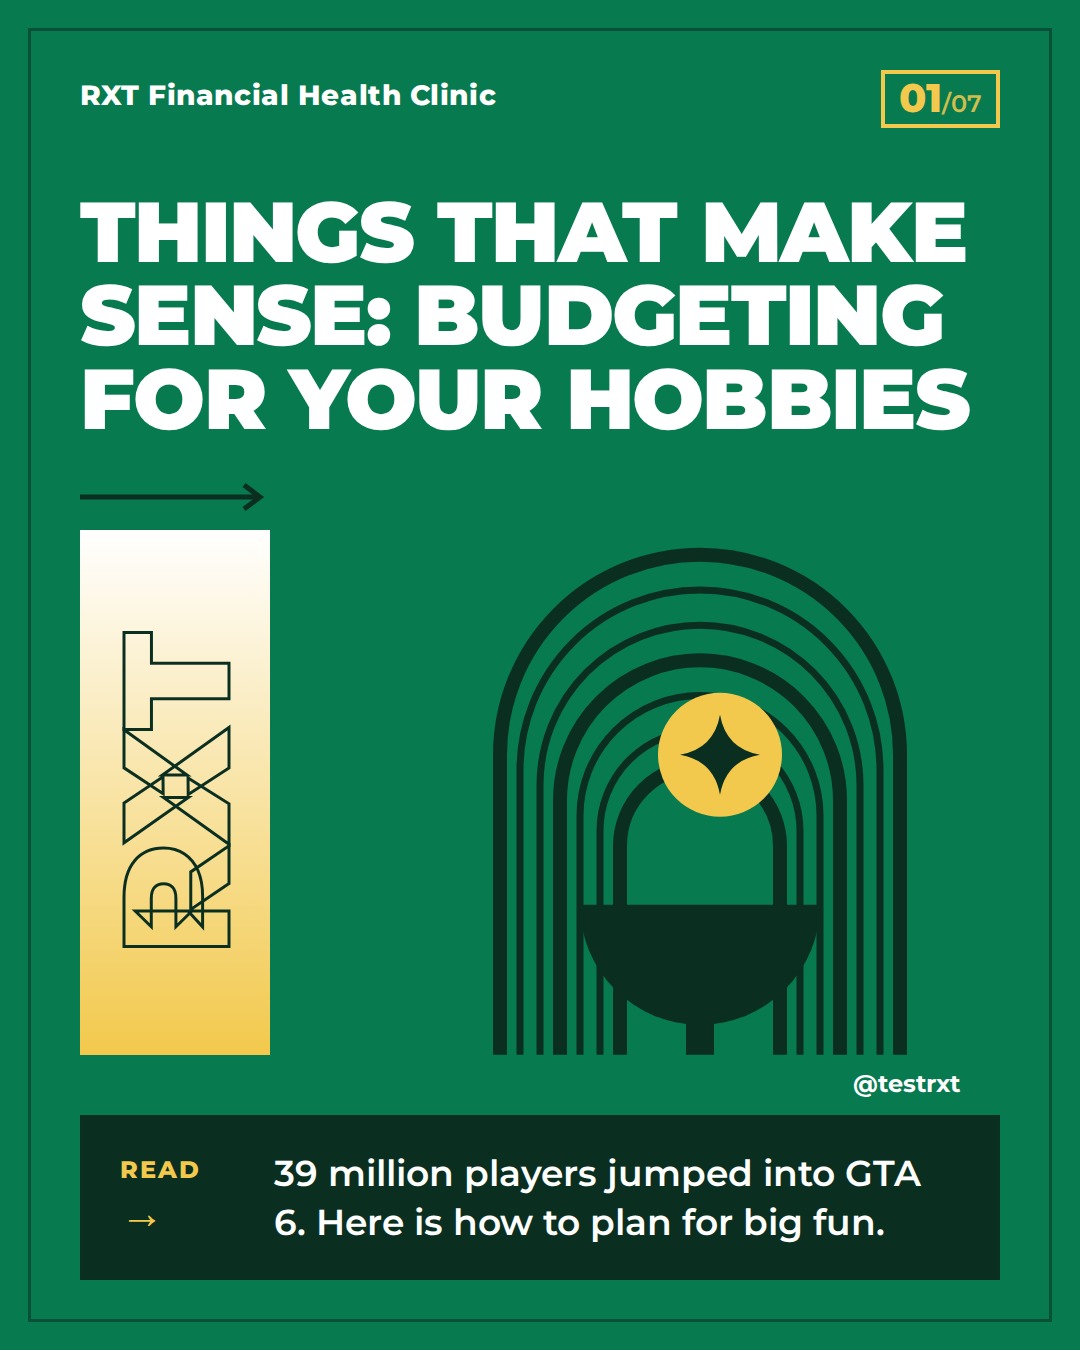 RXT Financial Health Clinic
01/07
THINGS THAT MAKE
SENSE: BUDGETING
FOR YOUR HOBBIES
→
RXT
@testrxt
READ
→
39 million players jumped into GTA
6. Here is how to plan for big fun.